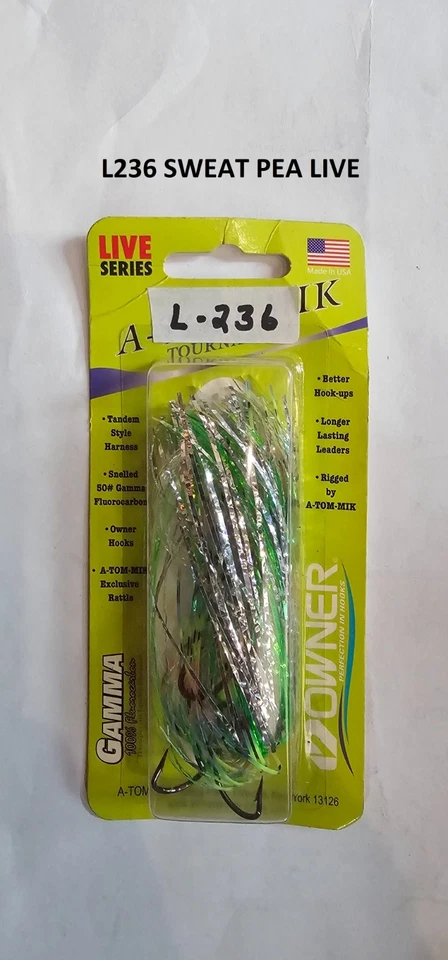 L236 SWEAT PEA LIVE
LIVE
SERIES
Made in USA
L-236
A- MIK
TOURN
• Better
Hook-ups
• Tandem
Style
Harness
• Longer
Lasting
Leaders
• Snelled
50# Gamma
Fluorocarbon
• Rigged
by
A-TOM-MIK
• Owner
Hooks
• A-TOM-MIK
Exclusive
Rattle
GAMMA
100% fluorocarbon
OWNER
PERFECTION IN HOOKS
A-TOM
York 13126